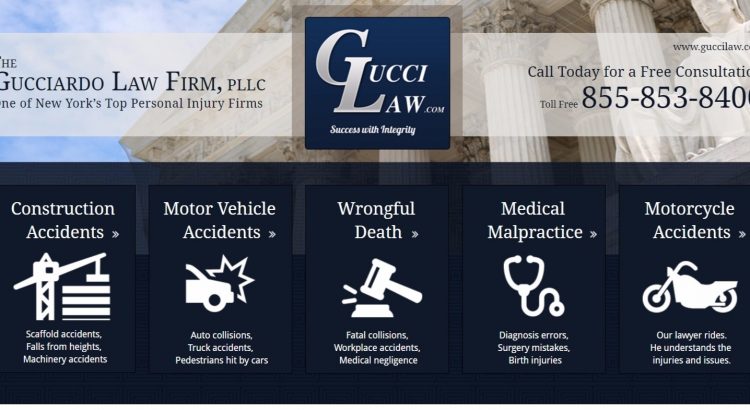 THE
GUCCIARDO LAW FIRM, PLLC
One of New York's Top Personal Injury Firms
GUCCI
LAW.COM
Success with Integrity
www.guccilaw.co
Call Today for a Free Consultation
Toll Free 855-853-8400
Construction
Accidents »
Scaffold accidents,
Falls from heights,
Machinery accidents
Motor Vehicle
Accidents »
Auto collisions,
Truck accidents,
Pedestrians hit by cars
Wrongful
Death »
Fatal collisions,
Workplace accidents,
Medical negligence
Medical
Malpractice »
Diagnosis errors,
Surgery mistakes,
Birth injuries
Motorcycle
Accidents »
Our lawyer rides.
He understands the
injuries and issues.